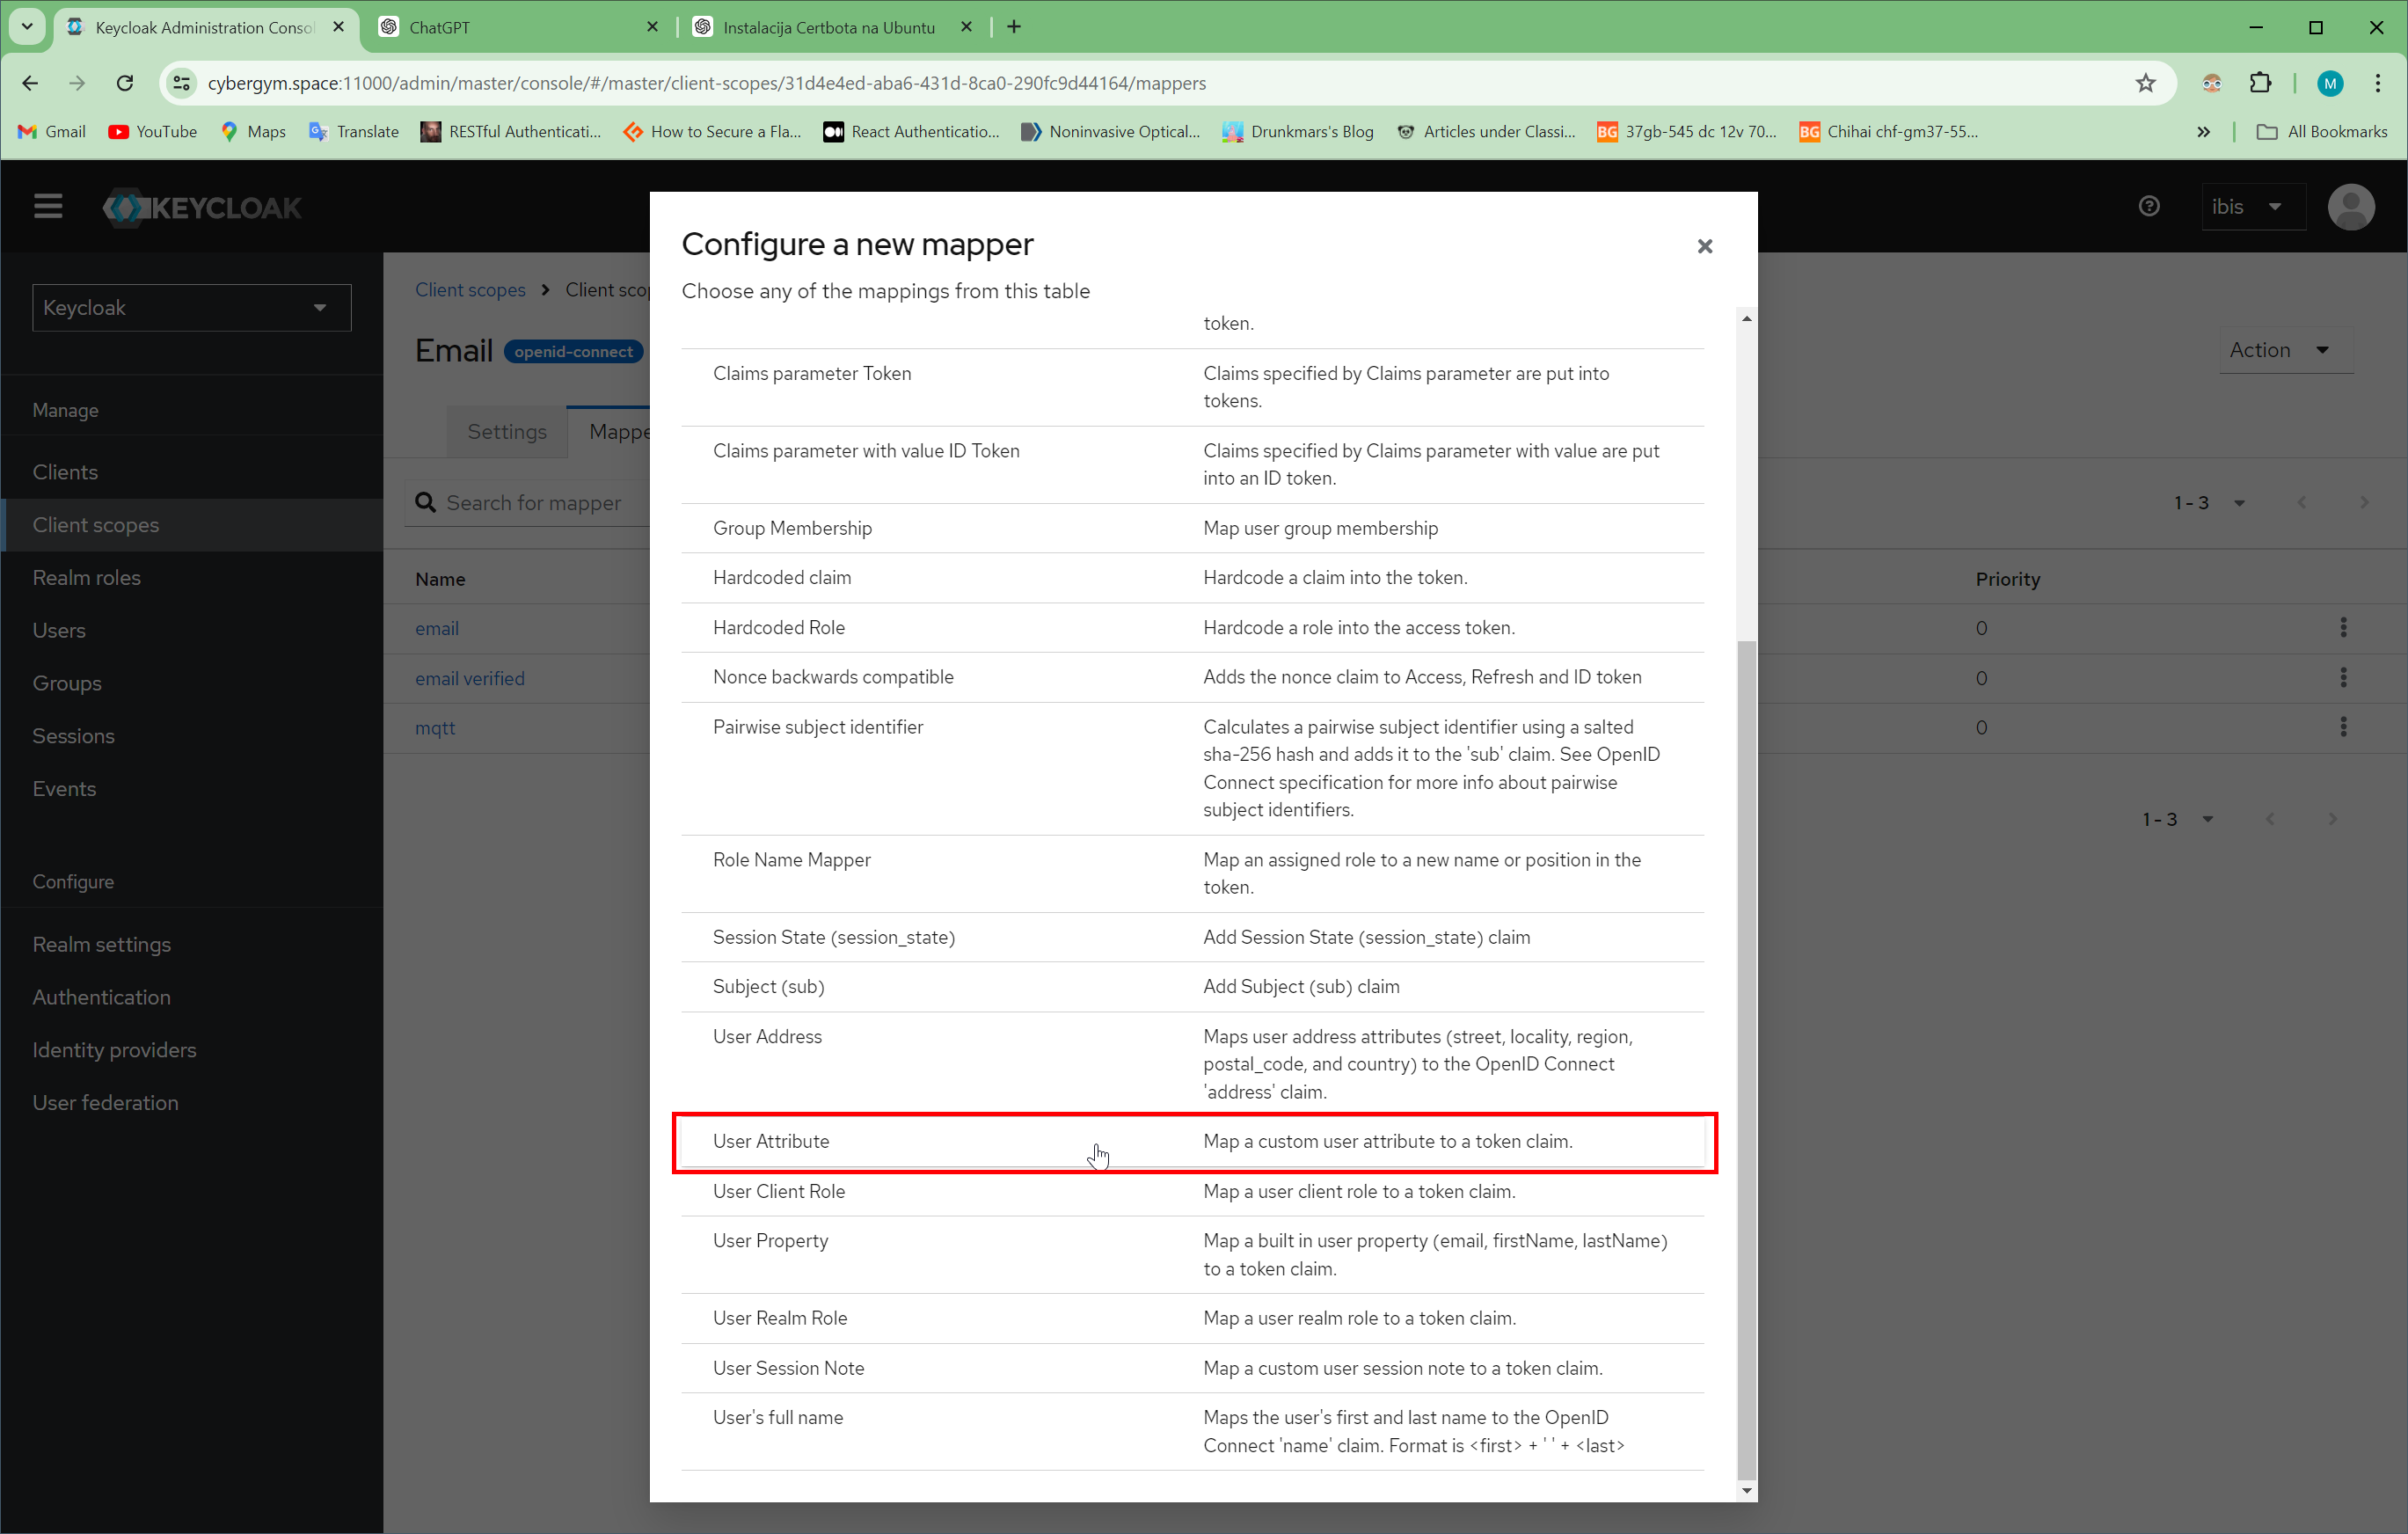 Keycloak Administration Consol
ChatGPT
Instalacija Certbota na Ubuntu
cybergym.space:11000/admin/master/console/#/master/client-scopes/31d4e4ed-aba6-431d-8ca0-290fc9d44164/mappers
M
Gmail
YouTube
Maps
Translate
RESTful Authenticati...
How to Secure a Fla...
React Authenticatio...
Noninvasive Optical...
Drunkmars's Blog
Articles under Classi...
BG 37gb-545 dc 12v 70...
BG Chihai chf-gm37-55...
All Bookmarks
KEYCLOAK
ibis
Keycloak
Manage
Clients
Client scopes
Realm roles
Users
Groups
Sessions
Events
Configure
Realm settings
Authentication
Identity providers
User federation
Client scopes > Client scop
Email openid-connect
Action
Settings
Mappe
Search for mapper
1 - 3
Name
Priority
email
0
email verified
0
mqtt
0
1 - 3
Configure a new mapper
Choose any of the mappings from this table
token.
Claims parameter Token
Claims specified by Claims parameter are put into
tokens.
Claims parameter with value ID Token
Claims specified by Claims parameter with value are put
into an ID token.
Group Membership
Map user group membership
Hardcoded claim
Hardcode a claim into the token.
Hardcoded Role
Hardcode a role into the access token.
Nonce backwards compatible
Adds the nonce claim to Access, Refresh and ID token
Pairwise subject identifier
Calculates a pairwise subject identifier using a salted
sha-256 hash and adds it to the 'sub' claim. See OpenID
Connect specification for more info about pairwise
subject identifiers.
Role Name Mapper
Map an assigned role to a new name or position in the
token.
Session State (session_state)
Add Session State (session_state) claim
Subject (sub)
Add Subject (sub) claim
User Address
Maps user address attributes (street, locality, region,
postal_code, and country) to the OpenID Connect
'address' claim.
User Attribute
Map a custom user attribute to a token claim.
User Client Role
Map a user client role to a token claim.
User Property
Map a built in user property (email, firstName, lastName)
to a token claim.
User Realm Role
Map a user realm role to a token claim.
User Session Note
Map a custom user session note to a token claim.
User's full name
Maps the user's first and last name to the OpenID
Connect 'name' claim. Format is <first> + ' ' + <last>